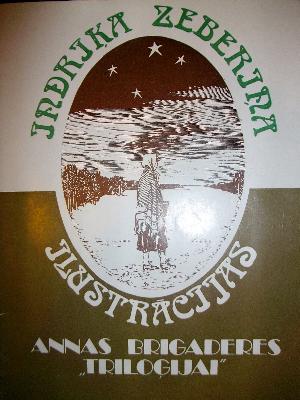 INDRIĶA ZEBERIŅA
ILUSTRĀCIJAS
ANNAS BRIGADERES
„TRILOĢIJAI"